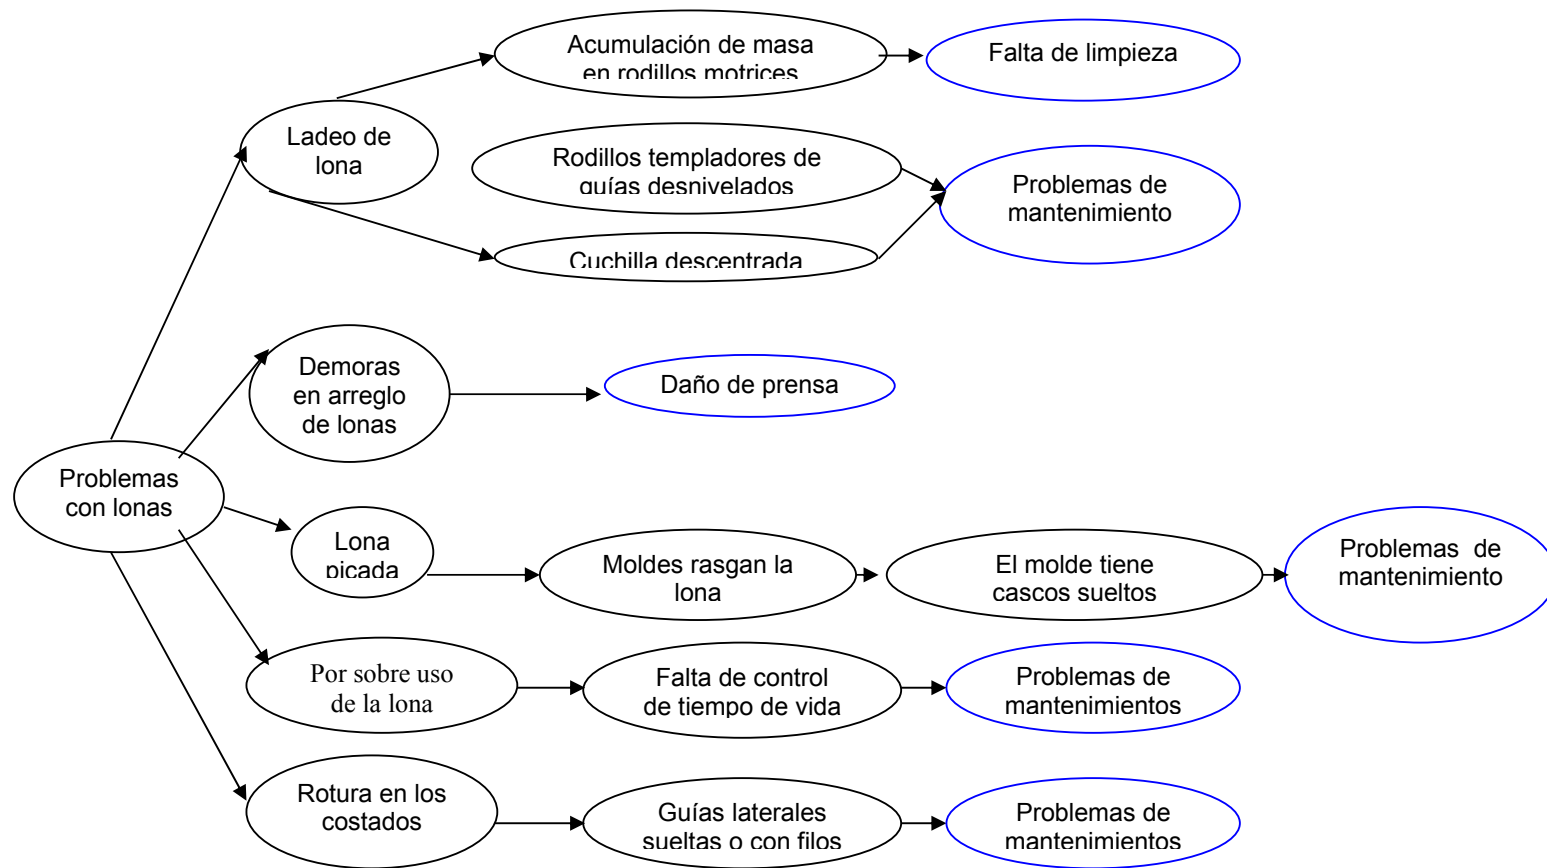 Acumulación de masa
en rodillos motrices
Falta de limpieza
Ladeo de
lona
Rodillos templadores de
guías desnivelados
Problemas de
mantenimiento
Cuchilla descentrada
Demoras
en arreglo
de lonas
Daño de prensa
Problemas
con lonas
Lona
picada
Moldes rasgan la
lona
El molde tiene
cascos sueltos
Problemas de
mantenimiento
Por sobre uso
de la lona
Falta de control
de tiempo de vida
Problemas de
mantenimientos
Rotura en los
costados
Guías laterales
sueltas o con filos
Problemas de
mantenimientos